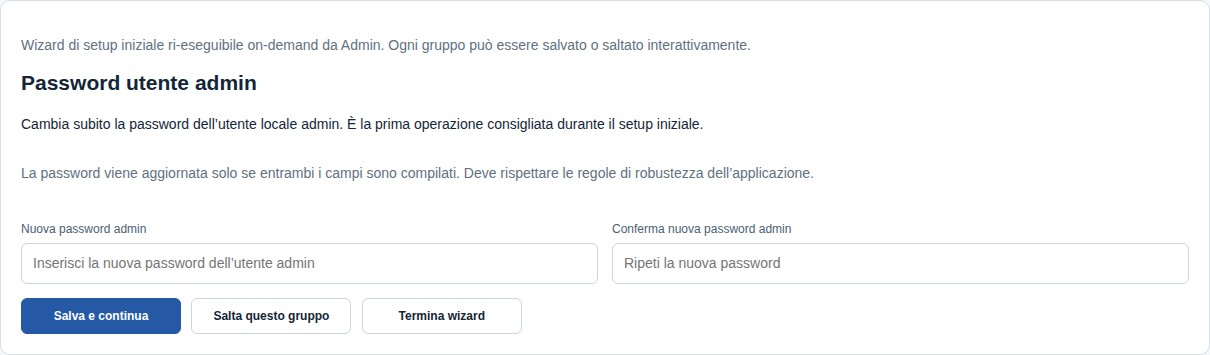 Wizard di setup iniziale ri-eseguibile on-demand da Admin. Ogni gruppo può essere salvato o saltato interattivamente.
Password utente admin
Cambia subito la password dell’utente locale admin. È la prima operazione consigliata durante il setup iniziale.
La password viene aggiornata solo se entrambi i campi sono compilati. Deve rispettare le regole di robustezza dell’applicazione.
Nuova password admin
Conferma nuova password admin
Inserisci la nuova password dell’utente admin
Ripeti la nuova password
Salva e continua
Salta questo gruppo
Termina wizard